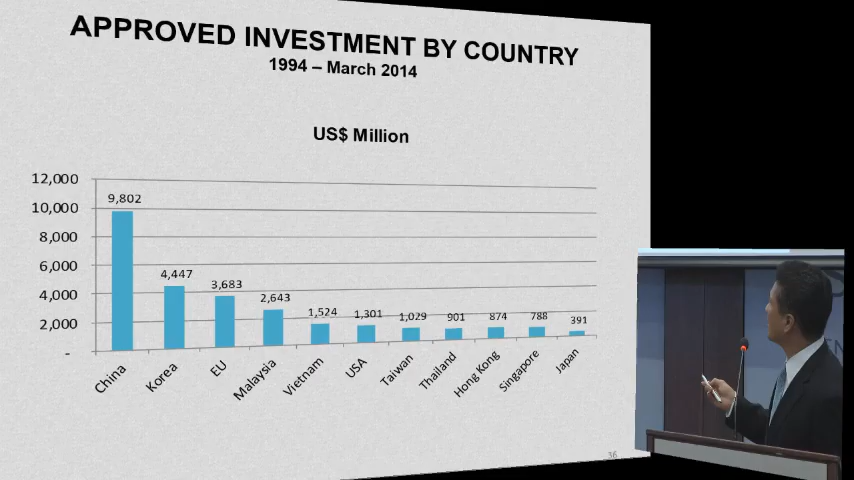 APPROVED INVESTMENT BY COUNTRY
1994 – March 2014
US$ Million
12,000
10,000
8,000
6,000
4,000
2,000
-
9,802
4,447
3,683
2,643
1,524
1,301
1,029
901
874
788
391
China
Korea
EU
Malaysia
Vietnam
USA
Taiwan
Thailand
Hong Kong
Singapore
Japan
36